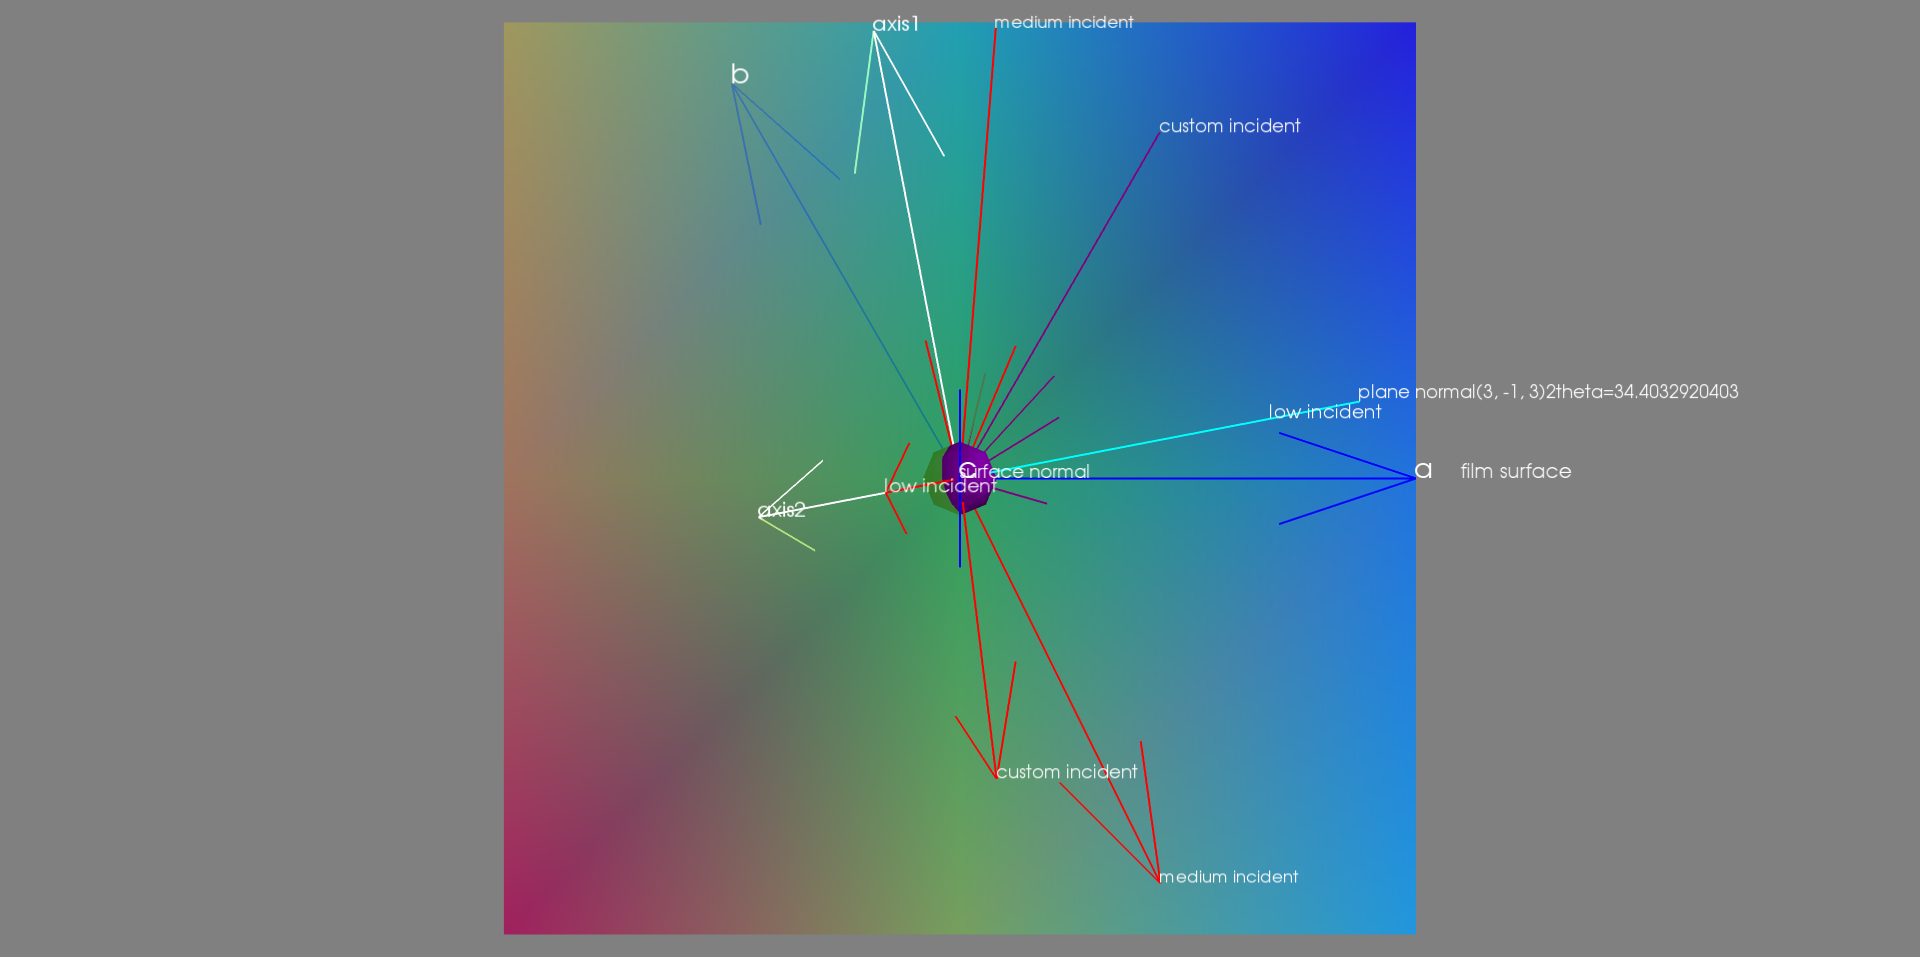 axis1
medium incident
b
custom incident
plane normal(3, -1, 3)2theta=34.4032920403
low incident
a
film surface
c
surface normal
low incident
axis2
custom incident
medium incident